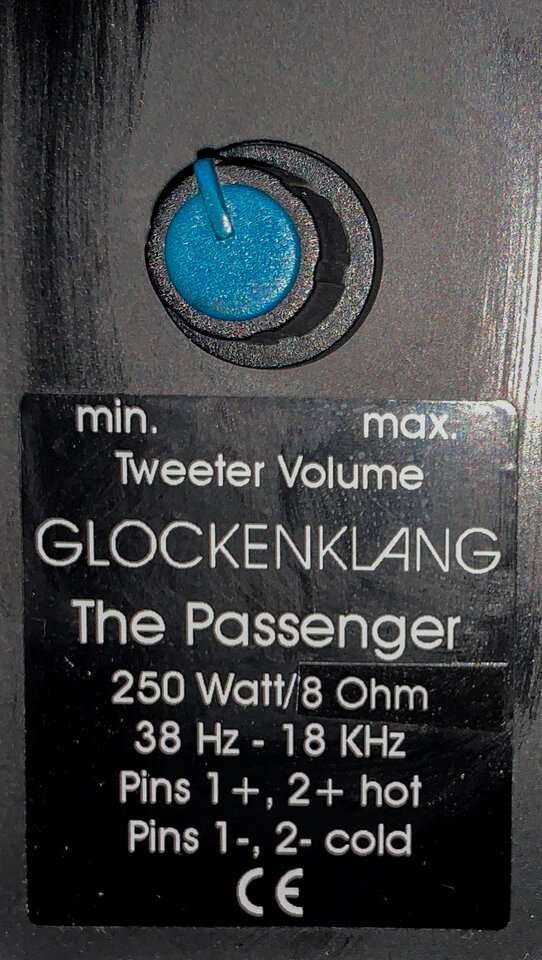 min. max.
Tweeter Volume
GLOCKENKLANG
The Passenger
250 Watt/8 Ohm
38 Hz - 18 KHz
Pins 1+, 2+ hot
Pins 1-, 2- cold
CE